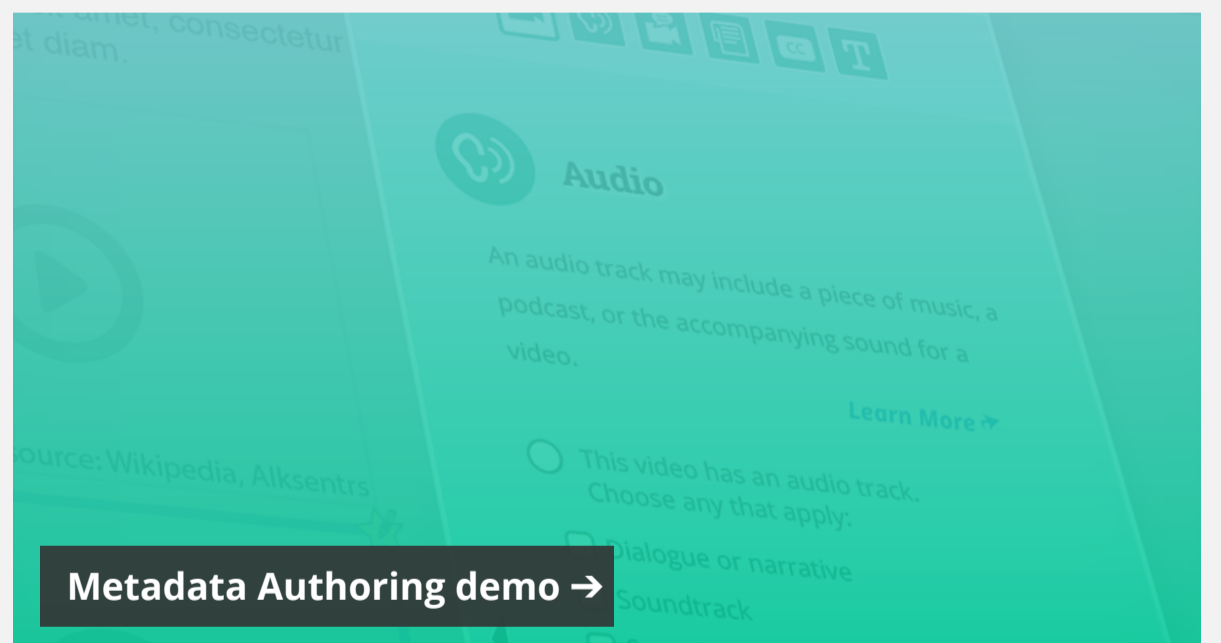 amet, consectetur
et diam.
CC
T
Audio
An audio track may include a piece of music, a
podcast, or the accompanying sound for a
video.
Learn More
source: Wikipedia, Alksentrs
This video has an audio track.
Choose any that apply:
Dialogue or narrative
Soundtrack
Metadata Authoring demo →